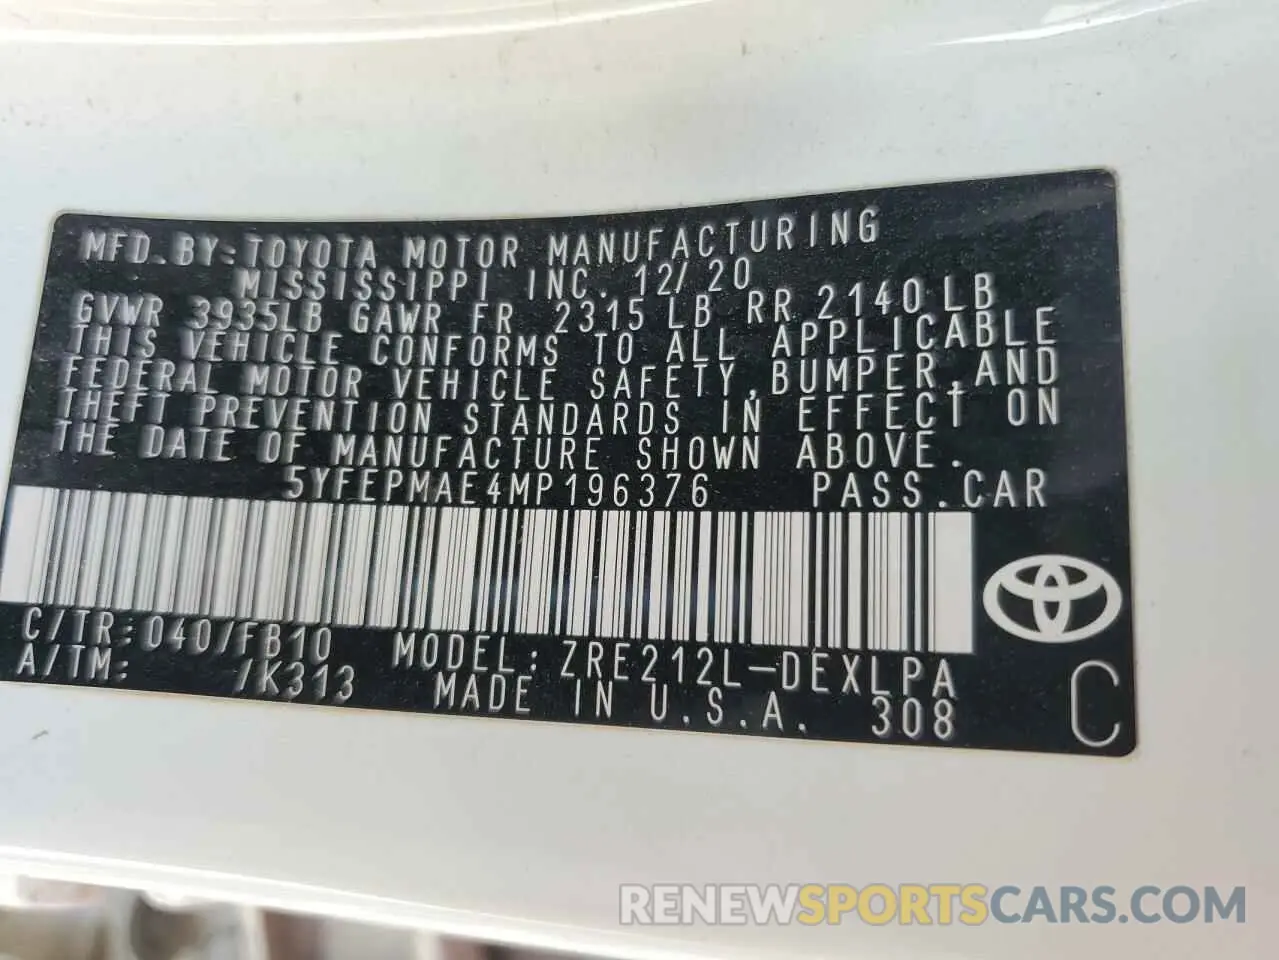 MFD.BY:TOYOTA MOTOR MANUFACTURING
MISSISSIPPI INC. 12/20
GVWR 3935LB GAWR FR 2315 LB RR 2140 LB
THIS VEHICLE CONFORMS TO ALL APPLICABLE
FEDERAL MOTOR VEHICLE SAFETY,BUMPER,AND
THEFT PREVENTION STANDARDS IN EFFECT ON
THE DATE OF MANUFACTURE SHOWN ABOVE.
5YFEPMAE4MP196376 PASS.CAR
C/TR:040/FB10 MODEL: ZRE212L-DEXLPA
A/TM: /K313 MADE IN U.S.A. 308
C
RENEWSPORTSCARS.COM